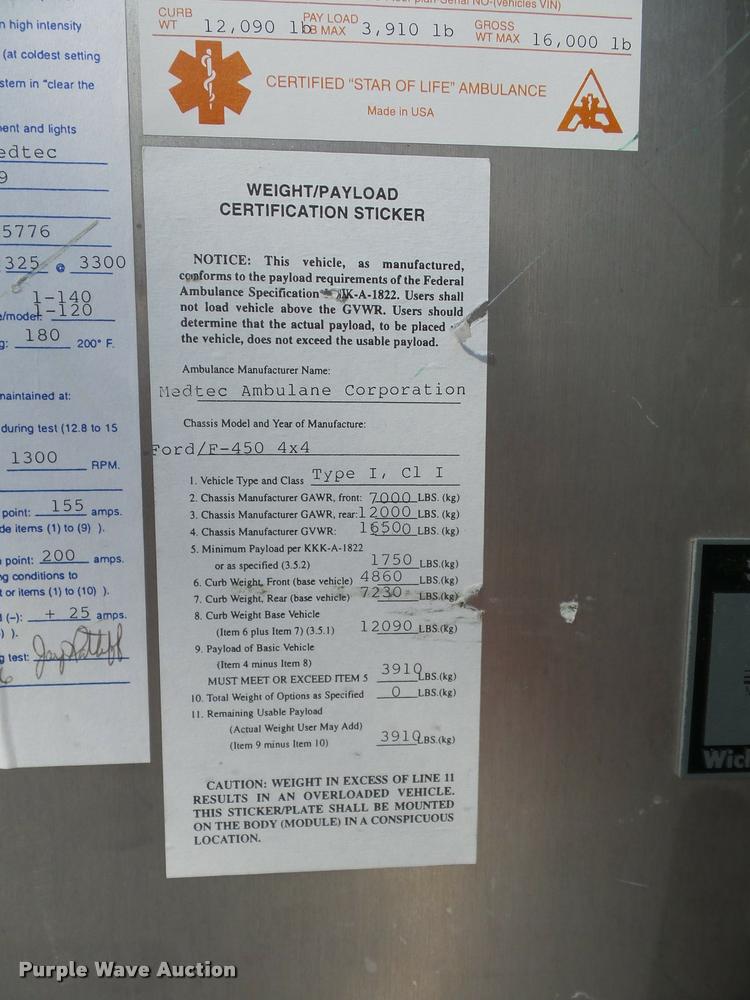 CURB WT 12,090 lb PAY LOAD LB MAX 3,910 lb GROSS WT MAX 16,000 lb
CERTIFIED "STAR OF LIFE" AMBULANCE
Made in USA
n high intensity
(at coldest setting
stem in "clear the
ent and lights
edtec
9
5776
325 @ 3300
1-140
e/model: 1-120
g: 180 200° F.
maintained at:
during test (12.8 to 15
1300 RPM.
point: 155 amps.
de items (1) to (9) ).
point: 200 amps.
ng conditions to
t or items (1) to (10) ).
(-): + 25 amps.
) ).
g test:
WEIGHT/PAYLOAD
CERTIFICATION STICKER
NOTICE: This vehicle, as manufactured,
conforms to the payload requirements of the Federal
Ambulance Specification K-A-1822. Users shall
not load vehicle above the GVWR. Users should
determine that the actual payload, to be placed
the vehicle, does not exceed the usable payload.
Ambulance Manufacturer Name:
Medtec Ambulane Corporation
Chassis Model and Year of Manufacture:
Ford/F-450 4x4
1. Vehicle Type and Class Type I, Cl I
2. Chassis Manufacturer GAWR, front: 7000 LBS. (kg)
3. Chassis Manufacturer GAWR, rear: 12000 LBS. (kg)
4. Chassis Manufacturer GVWR: 16500 LBS. (kg)
5. Minimum Payload per KKK-A-1822
or as specified (3.5.2) 1750 LBS.(kg)
6. Curb Weight, Front (base vehicle) 4860 LBS.(kg)
7. Curb Weight, Rear (base vehicle) 7230 LBS.(kg)
8. Curb Weight Base Vehicle
(Item 6 plus Item 7) (3.5.1) 12090 LBS.(kg)
9. Payload of Basic Vehicle
(Item 4 minus Item 8)
MUST MEET OR EXCEED ITEM 5 3910 LBS.(kg)
10. Total Weight of Options as Specified 0 LBS.(kg)
11. Remaining Usable Payload
(Actual Weight User May Add)
(Item 9 minus Item 10) 3910 LBS.(kg)
CAUTION: WEIGHT IN EXCESS OF LINE 11
RESULTS IN AN OVERLOADED VEHICLE.
THIS STICKER/PLATE SHALL BE MOUNTED
ON THE BODY (MODULE) IN A CONSPICUOUS
LOCATION.
Wich
Purple Wave Auction